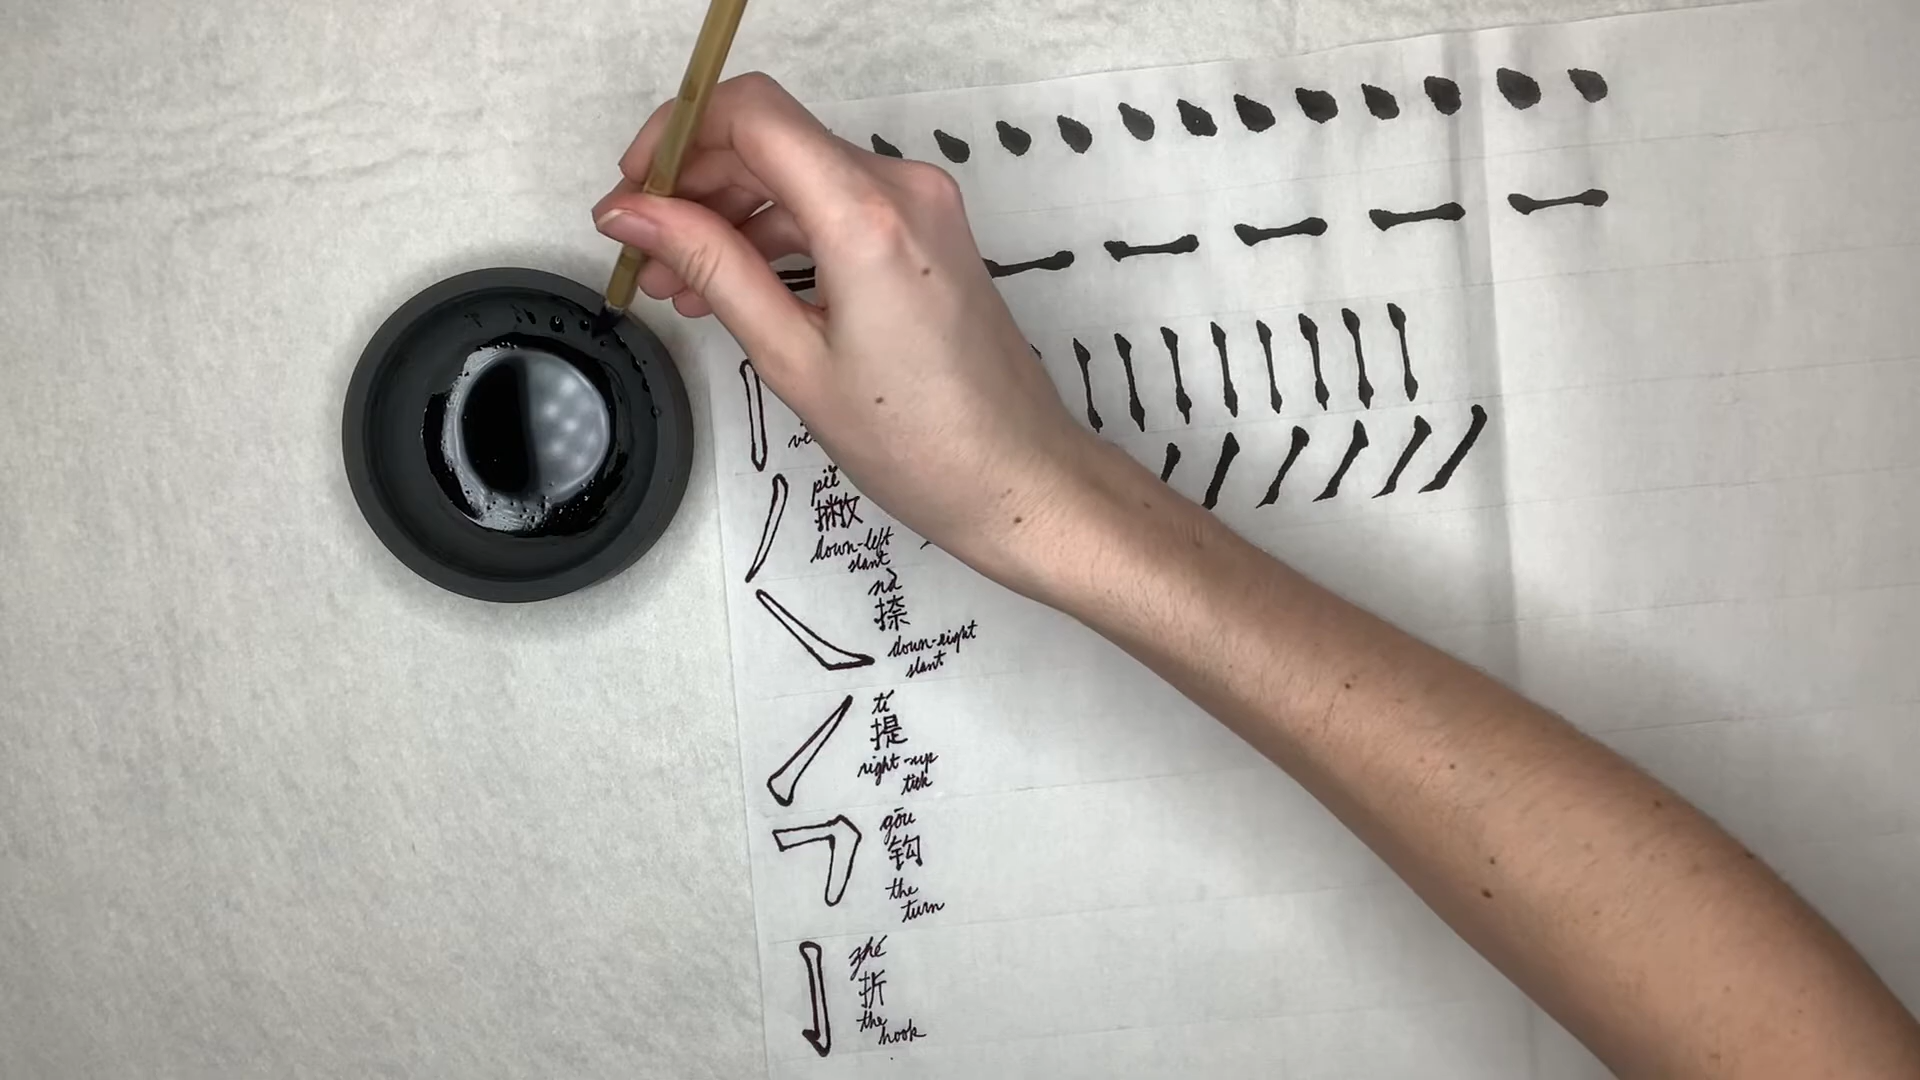 piě
撇
down-left
slant
nà
捺
down-right
slant
tí
提
right-up
tick
gōu
钩
the
turn
zhé
折
the
hook